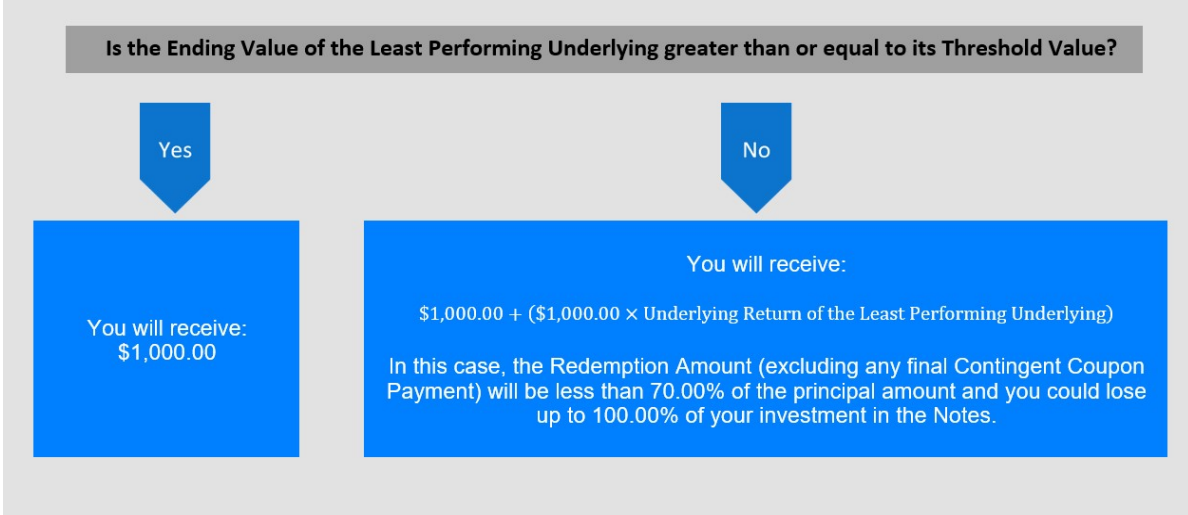 Is the Ending Value of the Least Performing Underlying greater than or equal to its Threshold Value?
Yes
No
You will receive:
$1,000.00
You will receive:
$1,000.00 + ($1,000.00 × Underlying Return of the Least Performing Underlying)
In this case, the Redemption Amount (excluding any final Contingent Coupon
Payment) will be less than 70.00% of the principal amount and you could lose
up to 100.00% of your investment in the Notes.